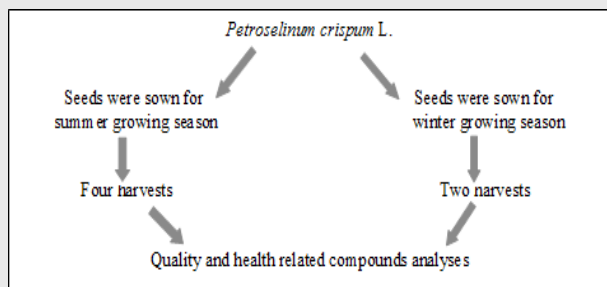 Petroselinum crispum L.
Seeds were sown for
summer growing season
Seeds were sown for
winter growing season
Four harvests
Two harvests
Quality and health related compounds analyses